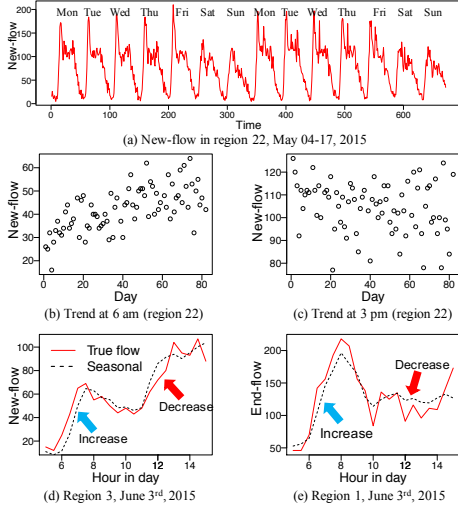 200
150
100
50
0
New-flow
Mon Tue Wed Thu Fri Sat Sun Mon Tue Wed Thu Fri Sat Sun
0 100 200 300 400 500 600
Time
(a) New-flow in region 22, May 04-17, 2015
60
50
40
30
20
New-flow
0 20 40 60 80
Day
(b) Trend at 6 am (region 22)
120
110
100
90
80
New-flow
0 20 40 60 80
Day
(c) Trend at 3 pm (region 22)
100
80
60
40
20
New-flow
True flow
Seasonal
Increase
Decrease
6 8 10 12 14
Hour in day
(d) Region 3, June 3rd, 2015
200
150
100
50
End-flow
Decrease
Increase
6 8 10 12 14
Hour in day
(e) Region 1, June 3rd, 2015